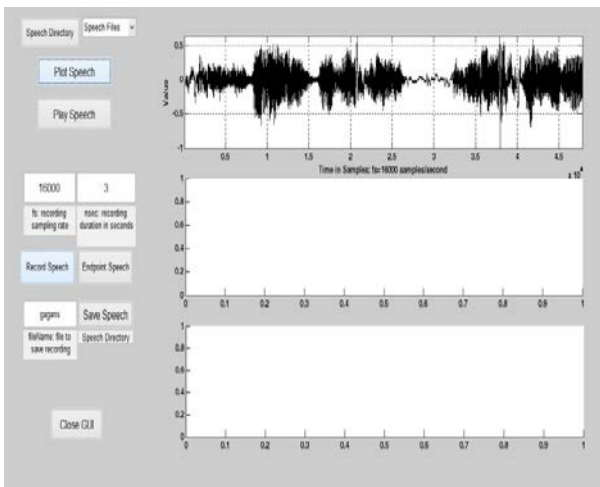 Speech Directory
Speech Files
Plot Speech
Play Speech
16000
3
fs: recording
sampling rate
nsec: recording
duration in seconds
Record Speech
Endpoint Speech
gagans
Save Speech
fileName: file to
save recording
Speech Directory
Close GUI
Value
0.5
0
-0.5
-1
0.5 1 1.5 2 2.5 3 3.5 4 4.5
Time in Samples; fs=16000 samples/second
x 10^4
1
0.8
0.6
0.4
0.2
0
0 0.1 0.2 0.3 0.4 0.5 0.6 0.7 0.8 0.9 1
1
0.8
0.6
0.4
0.2
0
0 0.1 0.2 0.3 0.4 0.5 0.6 0.7 0.8 0.9 1